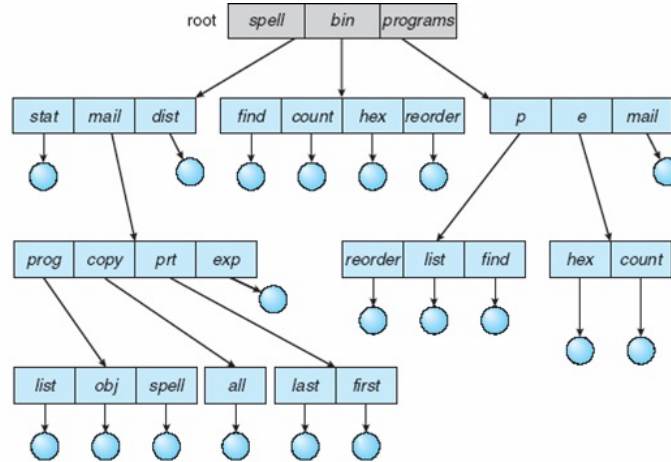 root spell bin programs
stat mail dist find count hex reorder p e mail
prog copy prt exp reorder list find hex count
list obj spell all last first